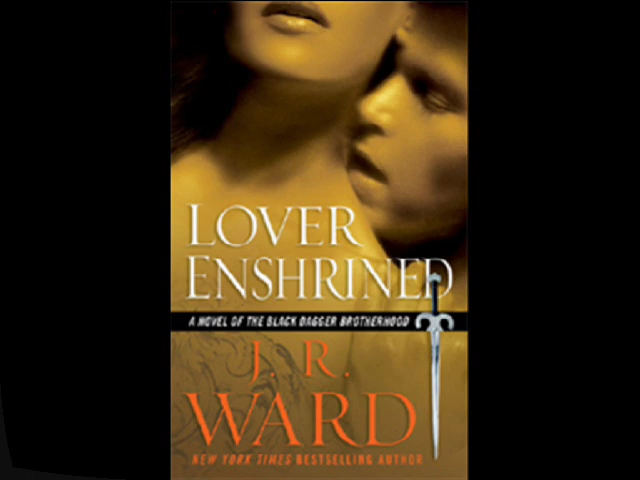 LOVER
ENSHRINED
A NOVEL OF THE BLACK DAGGER BROTHERHOOD
J. R.
WARD
NEW YORK TIMES BESTSELLING AUTHOR